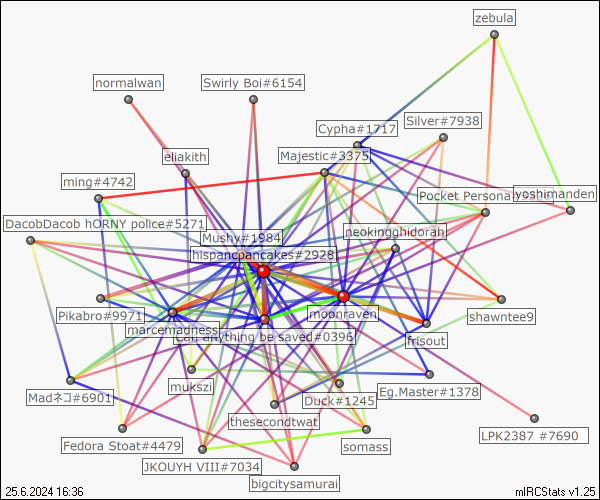 zebula
normalwan
Swirly Boi#6154
Silver#7938
Cypha#1717
Majestic#3375
eliakith
ming#4742
Pocket Persona
yoshimanden
DacobDacob hORNY police#5271
neokingghidorah
Mushy#1984
hispancpancakes#2928
Pikabro#9971
moonraven
shawntee9
marcemadness
Can anything be saved#0396
frisout
mukszi
Madネコ#6901
Duck#1245
Eg.Master#1378
thesecondtwat
Fedora Stoat#4479
somass
LPK2387 #7690
JKOUYH VIII#7034
bigcitysamurai
25.6.2024 16:36
mIRCStats v1.25